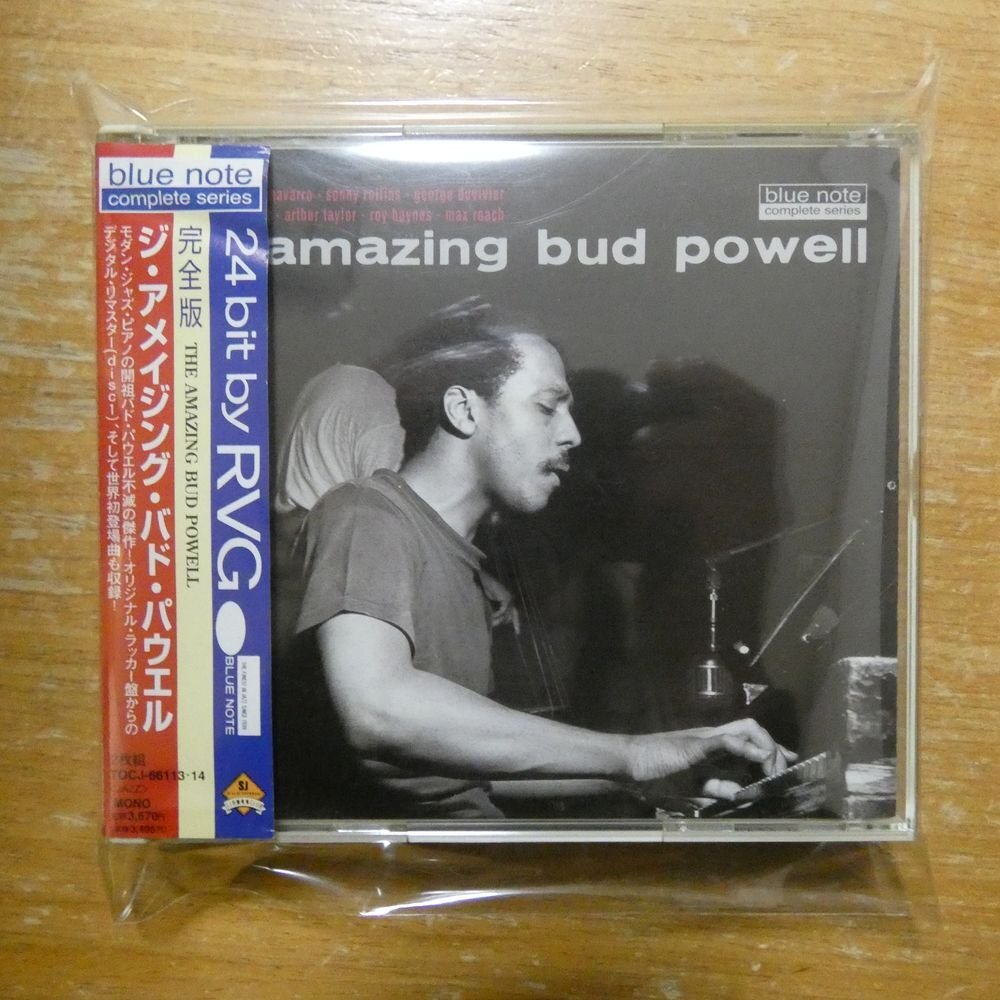 blue note
complete series
24 bit by RVG
BLUE NOTE
完全版
THE AMAZING BUD POWELL
ジ・アメイジング・バド・パウエル
モダン・ジャズ・ピアノの開祖バド・パウエル不滅の傑作!オリジナル・ラッカー盤からの
デジタル・リマスター(disc1)、そして世界初登場曲も収録!
2枚組
TOCJ-66113・14
MONO
SJ
navarro · sonny rollins · george duvivier
· arthur taylor · roy haynes · max roach
amazing bud powell
blue note
complete series